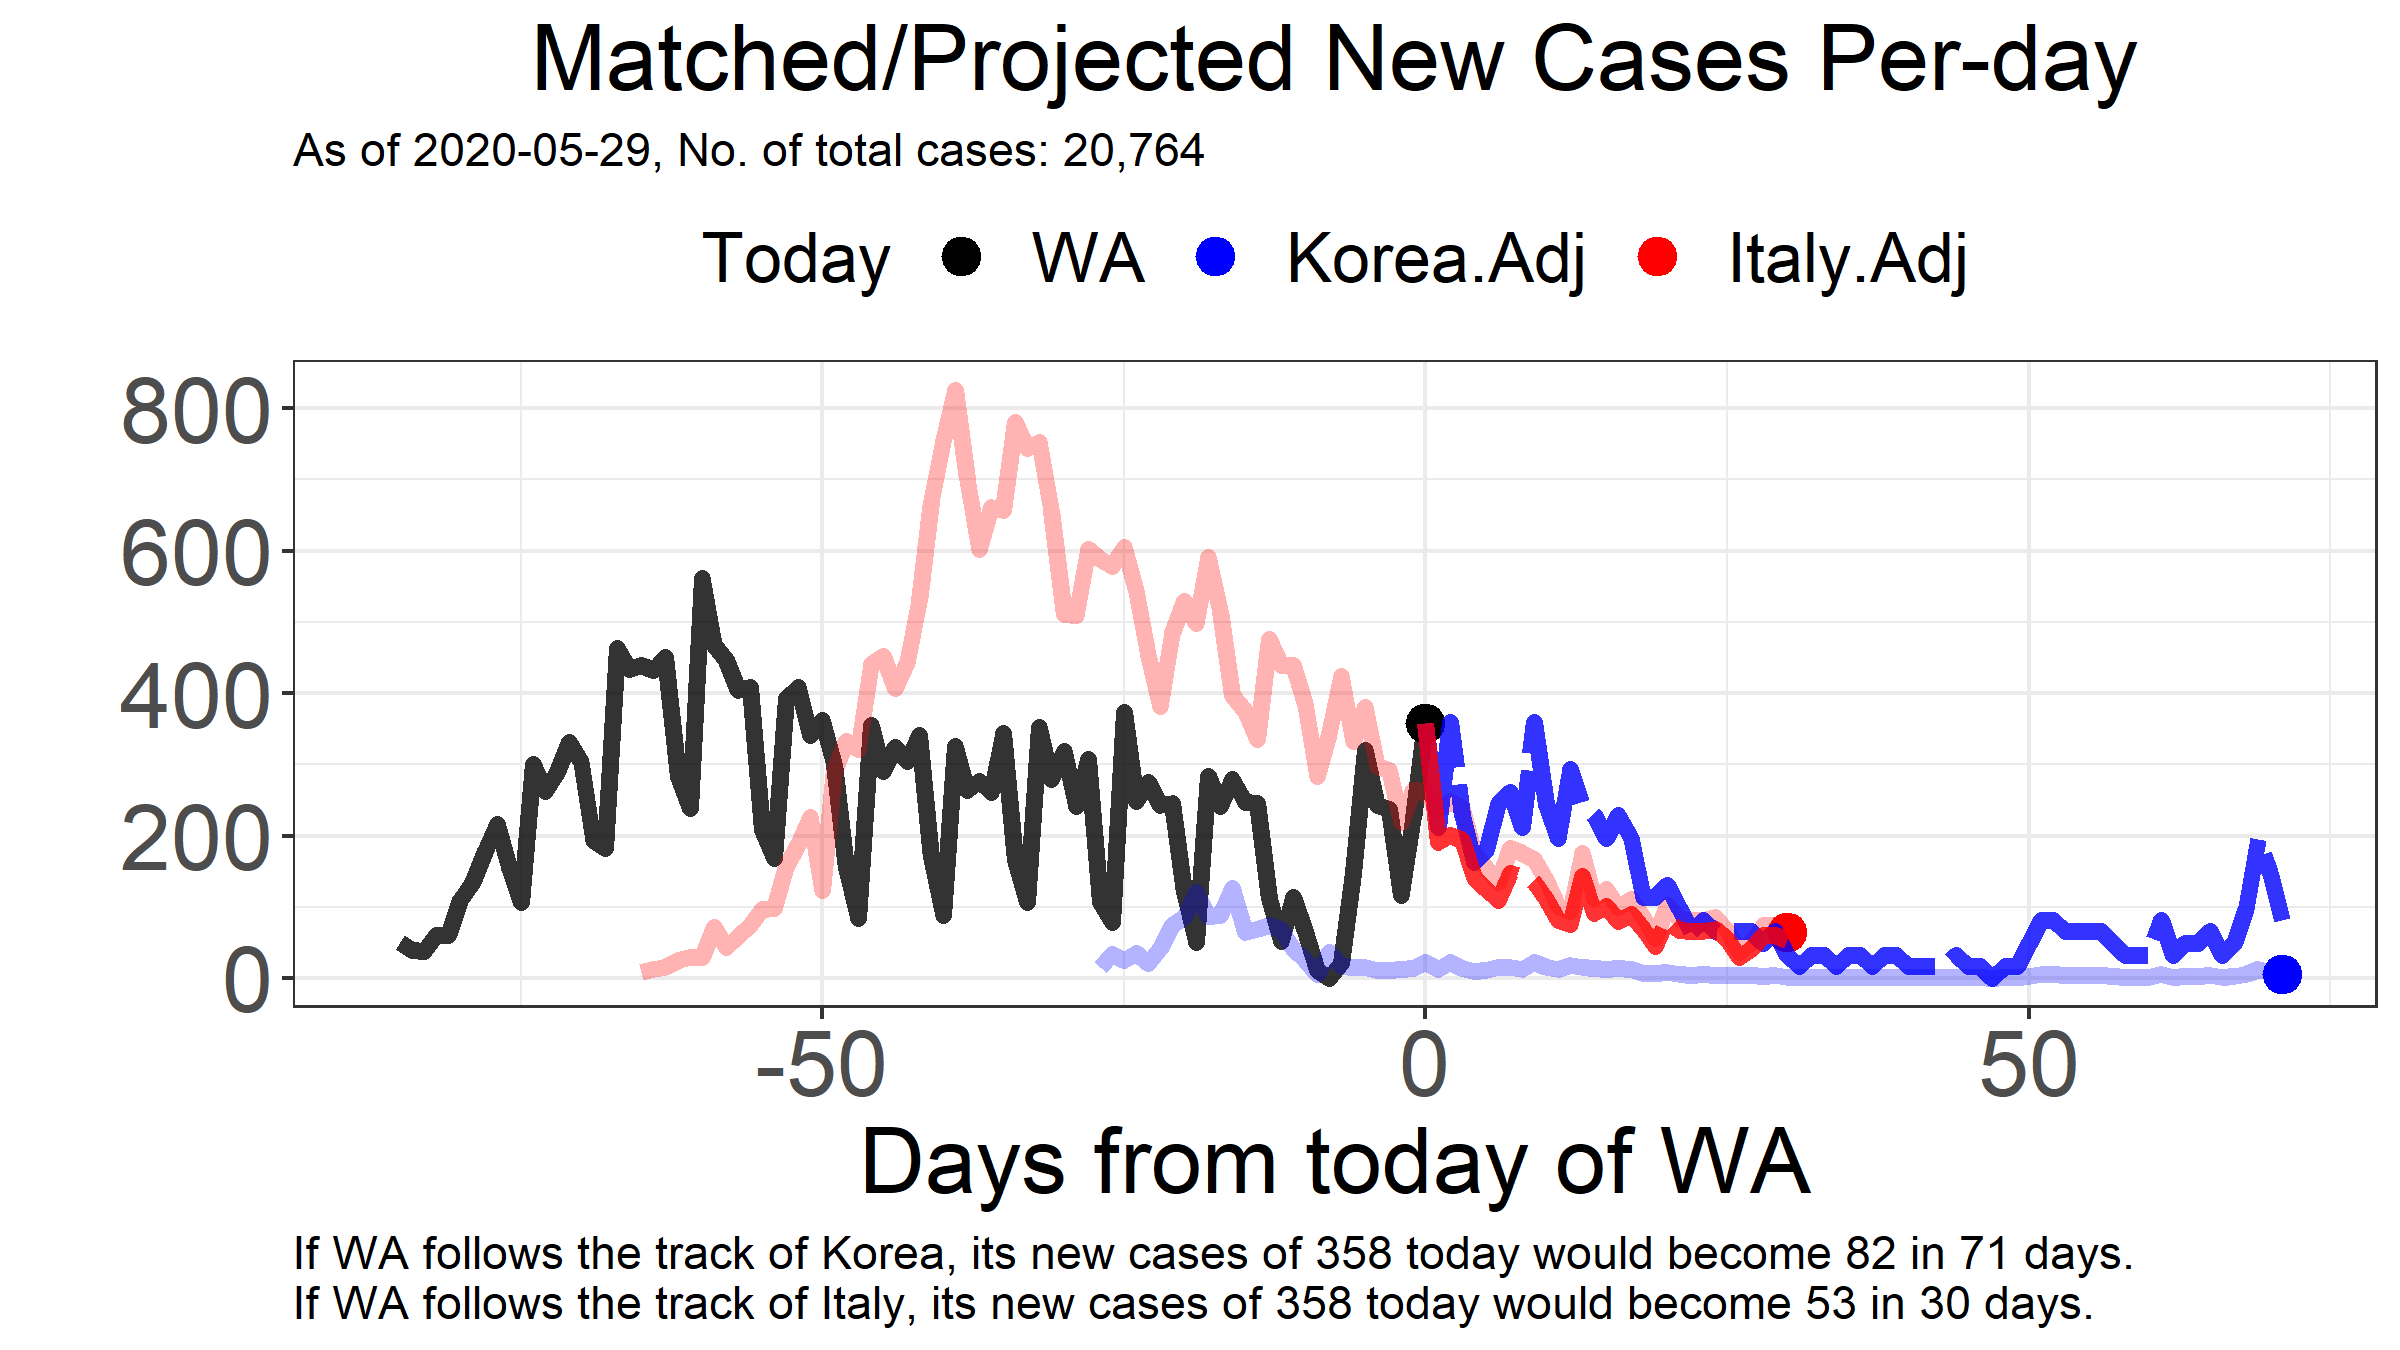 Matched/Projected New Cases Per-day
As of 2020-05-29, No. of total cases: 20,764
Today WA Korea.Adj Italy.Adj
800
600
400
200
0
-50 0 50
Days from today of WA
If WA follows the track of Korea, its new cases of 358 today would become 82 in 71 days.
If WA follows the track of Italy, its new cases of 358 today would become 53 in 30 days.